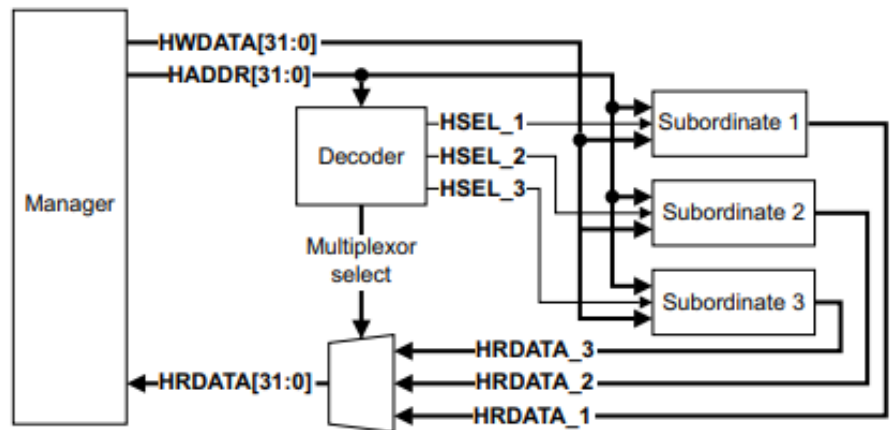 HWDATA[31:0]
HADDR[31:0]
HSEL_1
Subordinate 1
Decoder
HSEL_2
HSEL_3
Manager
Subordinate 2
Multiplexor
select
Subordinate 3
HRDATA_3
HRDATA[31:0]
HRDATA_2
HRDATA_1